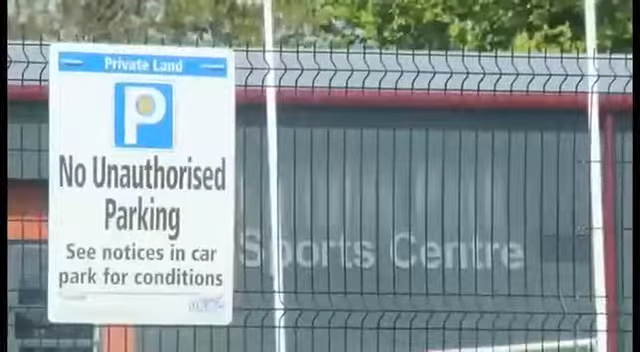 Private Land
P
No Unauthorised
Parking
See notices in car
park for conditions
Sports Centre